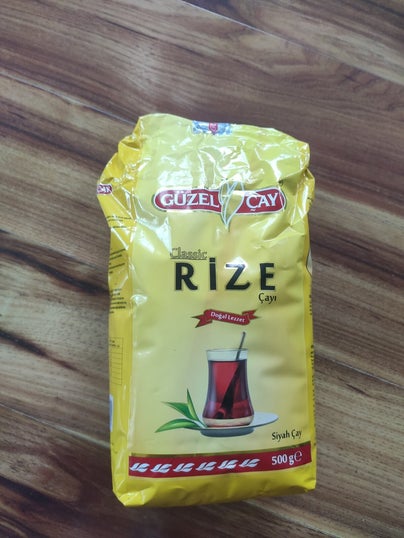 GÜZEL ÇAY
Classic
RİZE
Çayı
Doğal Lezzet
Siyah Çay
500 g℮